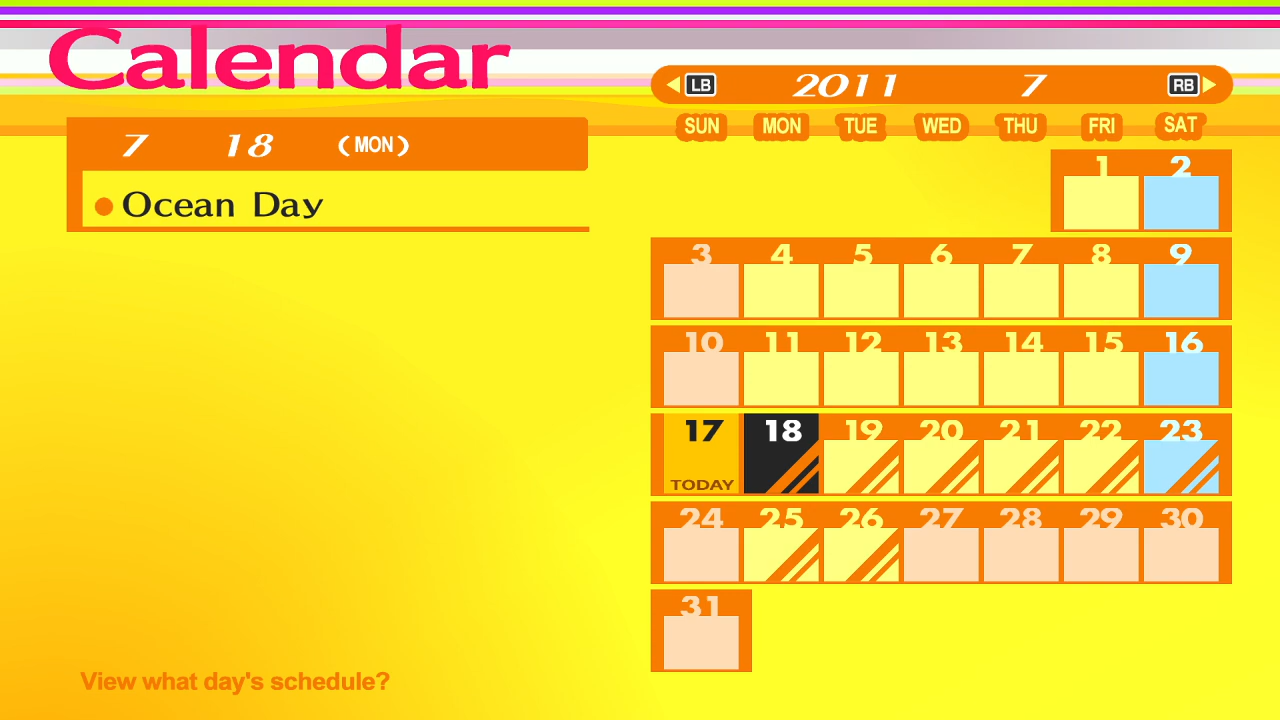 Calendar
LB 2011 7 RB
7 18 (MON)
Ocean Day
SUN MON TUE WED THU FRI SAT
1 2
3 4 5 6 7 8 9
10 11 12 13 14 15 16
17 18 19 20 21 22 23
TODAY
24 25 26 27 28 29 30
31
View what day's schedule?